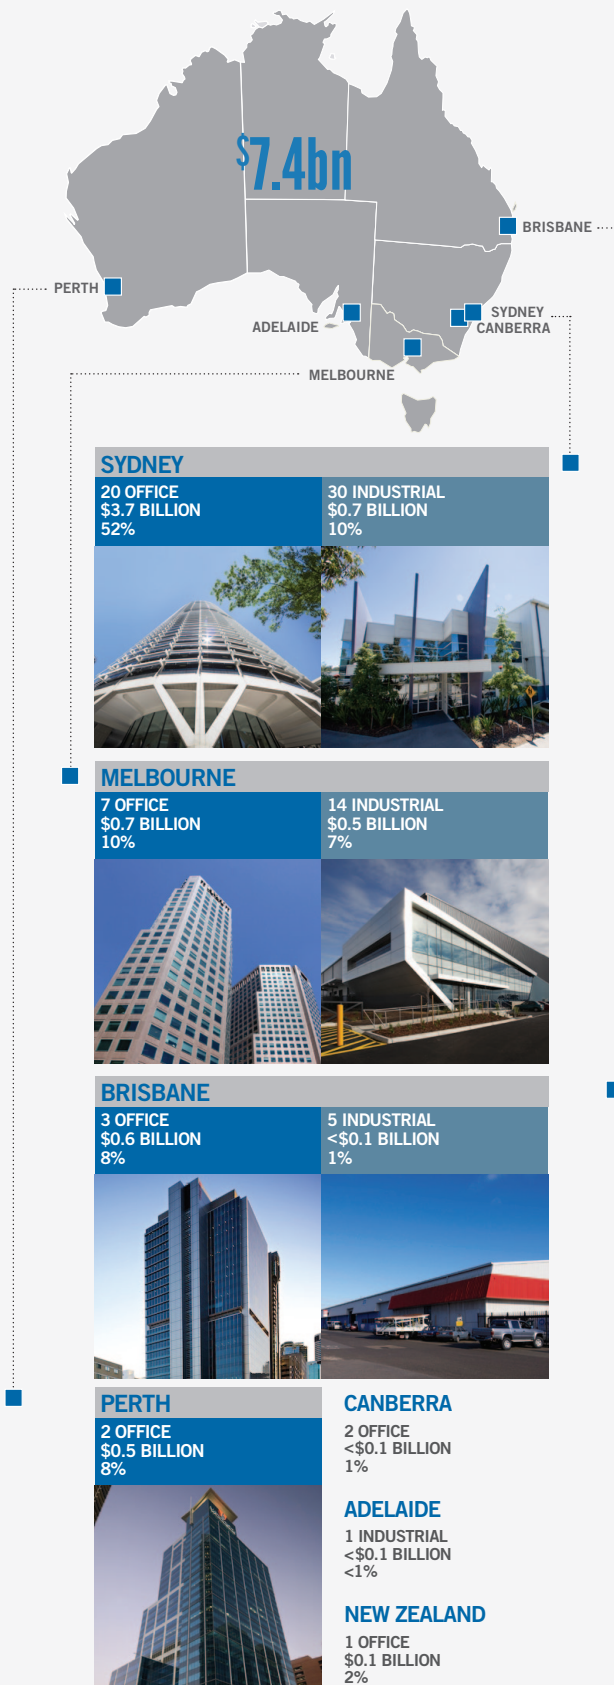 $7.4bn
BRISBANE
PERTH
SYDNEY
ADELAIDE
CANBERRA
MELBOURNE
SYDNEY
20 OFFICE
$3.7 BILLION
52%
30 INDUSTRIAL
$0.7 BILLION
10%
MELBOURNE
7 OFFICE
$0.7 BILLION
10%
14 INDUSTRIAL
$0.5 BILLION
7%
BRISBANE
3 OFFICE
$0.6 BILLION
8%
5 INDUSTRIAL
<$0.1 BILLION
1%
PERTH
2 OFFICE
$0.5 BILLION
8%
CANBERRA
2 OFFICE
<$0.1 BILLION
1%
ADELAIDE
1 INDUSTRIAL
<$0.1 BILLION
<1%
NEW ZEALAND
1 OFFICE
$0.1 BILLION
2%